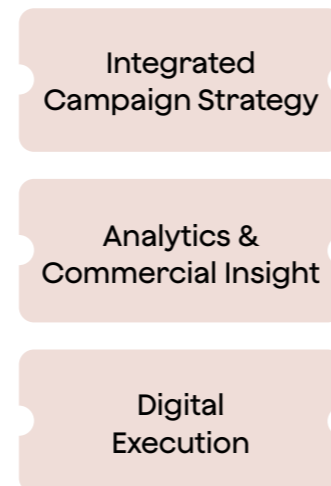 Integrated
Campaign Strategy
Analytics &
Commercial Insight
Digital
Execution